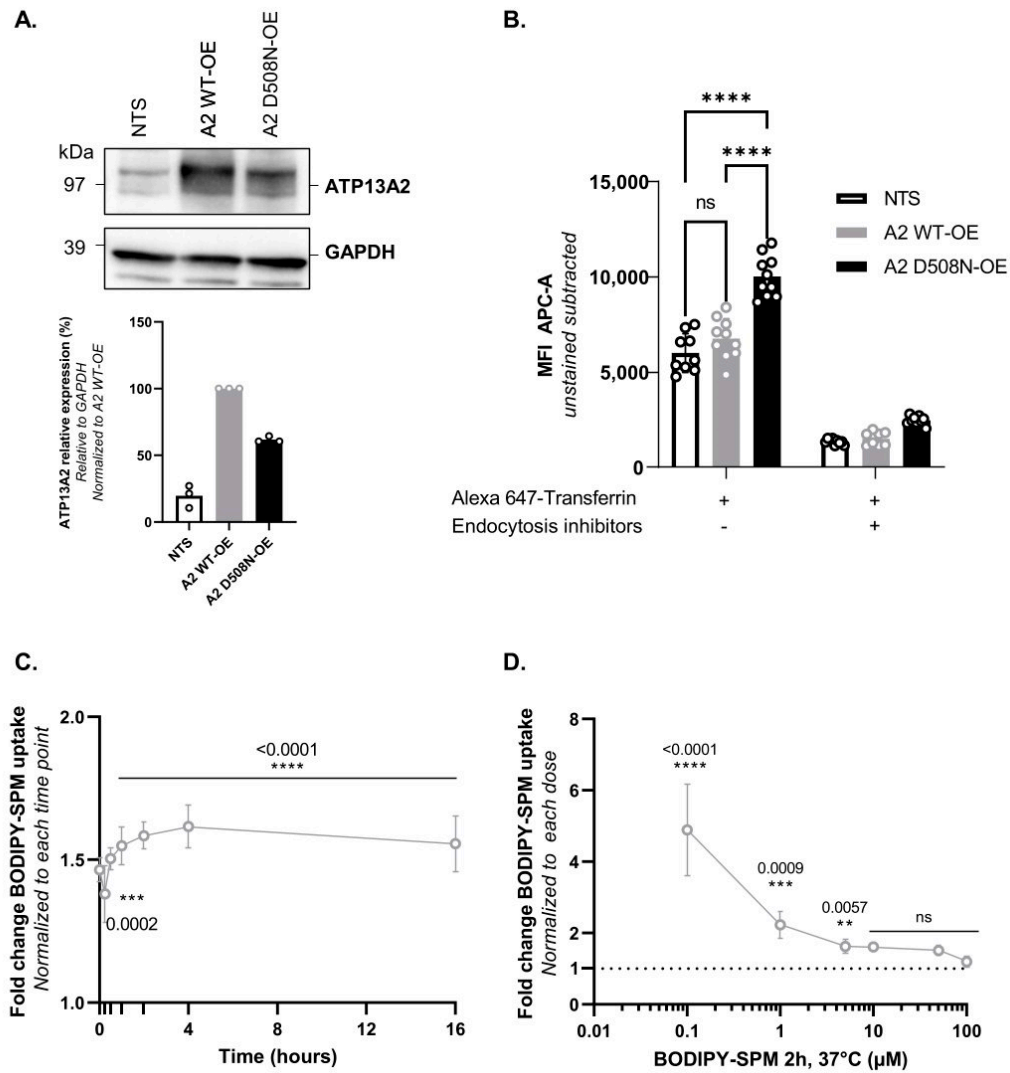 A.
NTS
A2 WT-OE
A2 D508N-OE
kDa
97
ATP13A2
39
GAPDH
ATP13A2 relative expression (%)
Relative to GAPDH
Normalized to A2 WT-OE
150
100
50
0
NTS
A2 WT-OE
A2 D508N-OE
B.
****
****
ns
MFI APC-A
unstained subtracted
15,000
10,000
5,000
0
NTS
A2 WT-OE
A2 D508N-OE
Alexa 647-Transferrin + +
Endocytosis inhibitors - +
C.
Fold change BODIPY-SPM uptake
Normalized to each time point
2.0
1.5
1.0
<0.0001
****
***
0.0002
0 4 8 12 16
Time (hours)
D.
Fold change BODIPY-SPM uptake
Normalized to each dose
8
6
4
2
1
0
<0.0001
****
0.0009
***
0.0057
**
ns
0.01 0.1 1 10 100
BODIPY-SPM 2h, 37°C (µM)